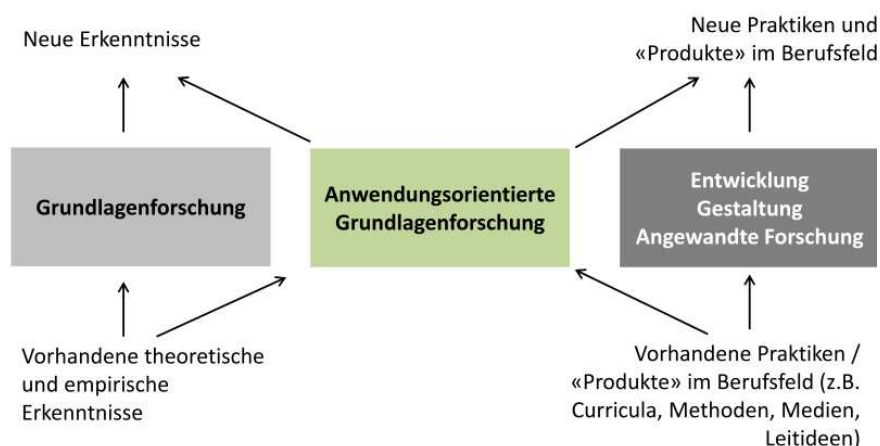 Neue Erkenntnisse
Neue Praktiken und
«Produkte» im Berufsfeld
Grundlagenforschung
Anwendungsorientierte
Grundlagenforschung
Entwicklung
Gestaltung
Angewandte Forschung
Vorhandene theoretische
und empirische
Erkenntnisse
Vorhandene Praktiken /
«Produkte» im Berufsfeld (z.B.
Curricula, Methoden, Medien,
Leitideen)